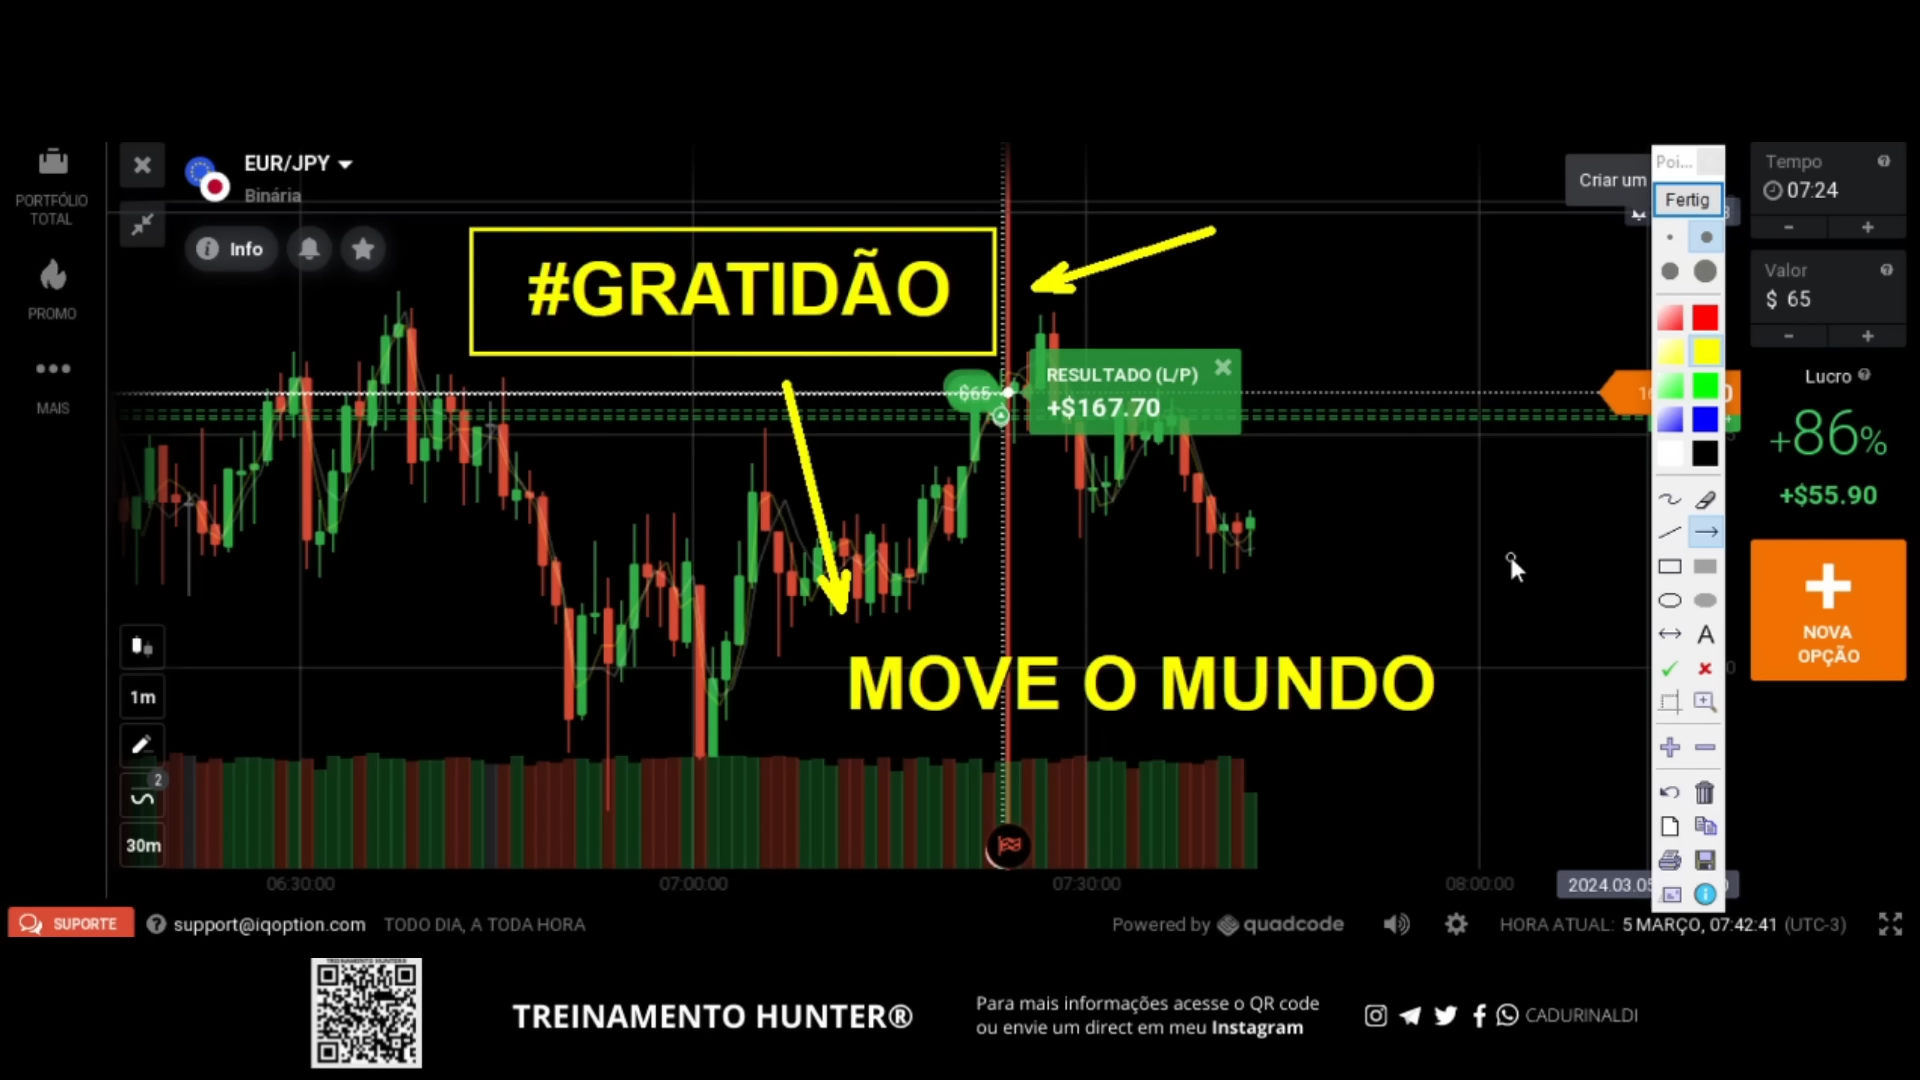 PORTFÓLIO
TOTAL
PROMO
MAIS
EUR/JPY
Binária
Info
#GRATIDÃO
$65
RESULTADO (L/P)
+$167.70
MOVE O MUNDO
Criar um
Poi...
Fertig
A
Tempo
07:24
Valor
$ 65
Lucro
+86%
+$55.90
NOVA
OPÇÃO
1m
2
30m
06:30:00
07:00:00
07:30:00
08:00:00
SUPORTE
support@iqoption.com
TODO DIA, A TODA HORA
Powered by quadcode
HORA ATUAL: 5 MARÇO, 07:42:41 (UTC-3)
TREINAMENTO HUNTER®
Para mais informações acesse o QR code
ou envie um direct em meu Instagram
CADURINALDI